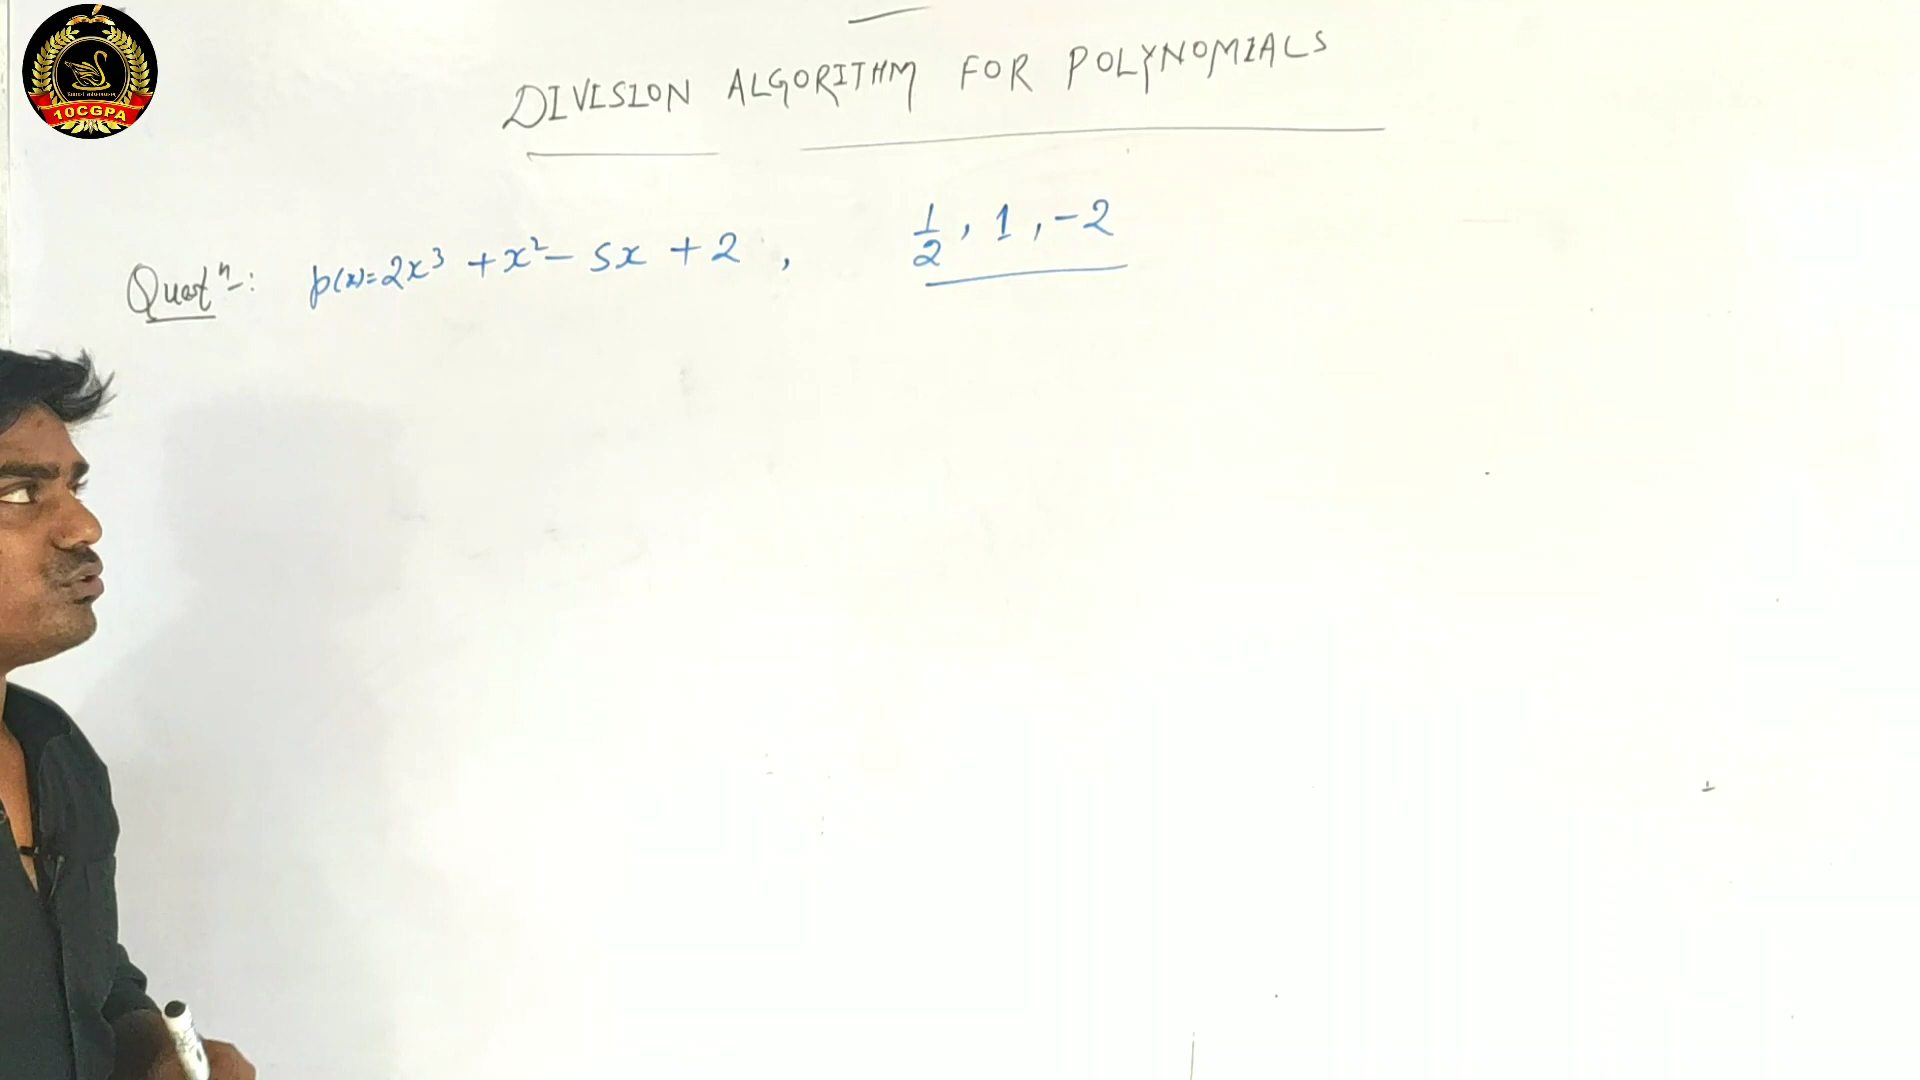 10CGPA
DIVISION ALGORITHM FOR POLYNOMIALS
Questⁿ: p(x)=2x³ + x² - 5x + 2 , 1/2 , 1 , -2